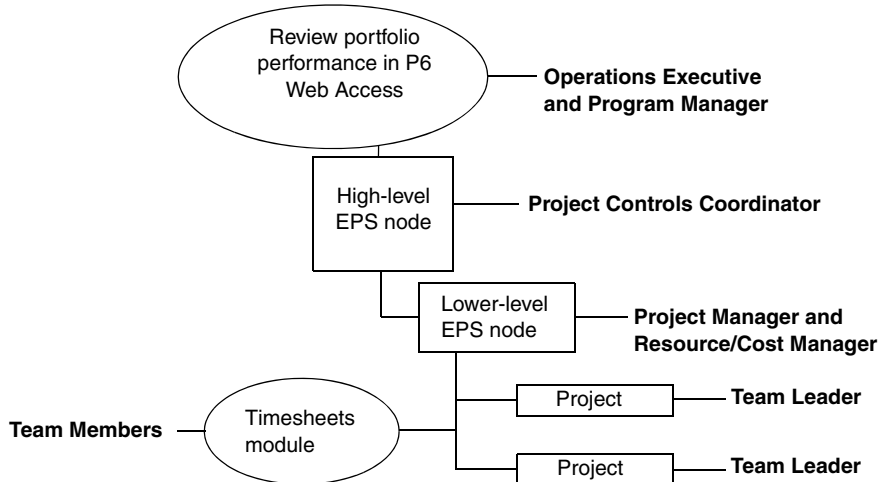 Review portfolio
performance in P6
Web Access
Operations Executive
and Program Manager
High-level
EPS node
Project Controls Coordinator
Lower-level
EPS node
Project Manager and
Resource/Cost Manager
Project
Team Leader
Team Members
Timesheets
module
Project
Team Leader